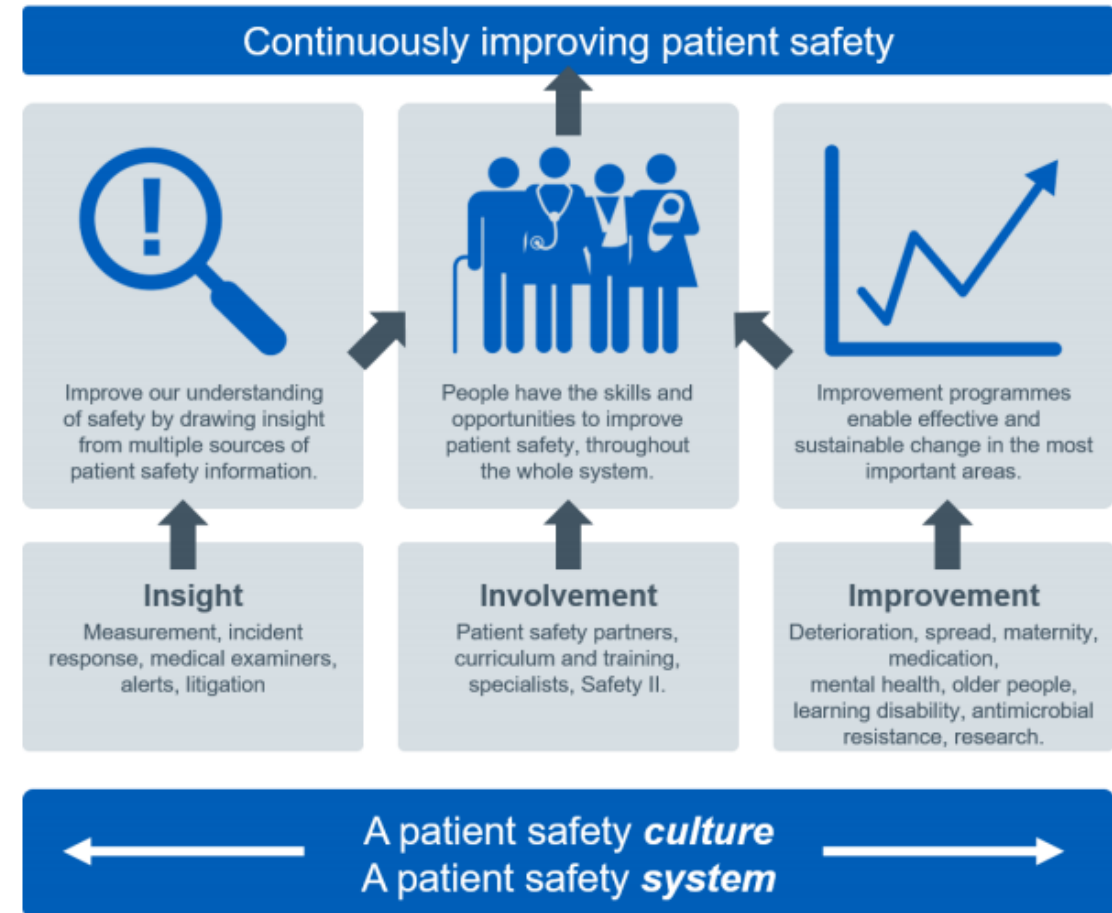 Continuously improving patient safety
!
Improve our understanding
of safety by drawing insight
from multiple sources of
patient safety information.
People have the skills and
opportunities to improve
patient safety, throughout
the whole system.
Improvement programmes
enable effective and
sustainable change in the most
important areas.
Insight
Measurement, incident
response, medical examiners,
alerts, litigation
Involvement
Patient safety partners,
curriculum and training,
specialists, Safety II.
Improvement
Deterioration, spread, maternity,
medication,
mental health, older people,
learning disability, antimicrobial
resistance, research.
A patient safety culture
A patient safety system